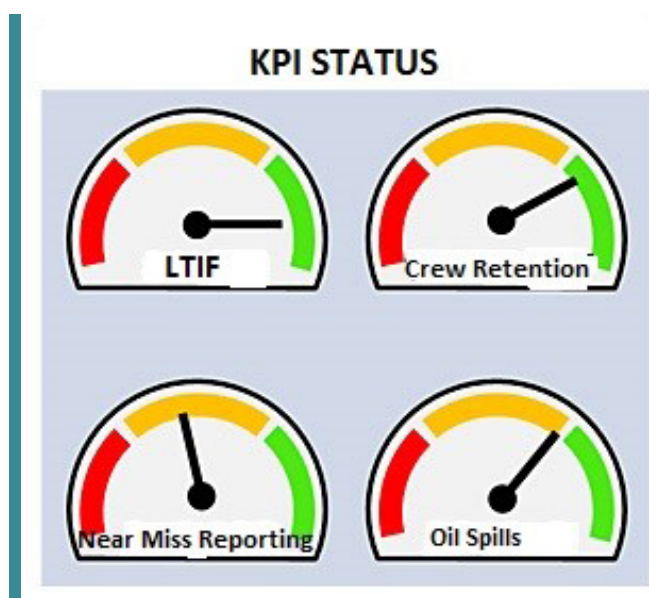 KPI STATUS
LTIF
Crew Retention
Near Miss Reporting
Oil Spills